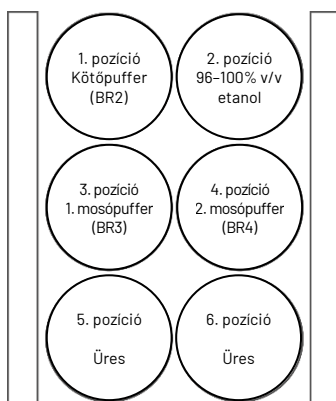 1. pozíció
Kötőpuffer
(BR2)
2. pozíció
96–100% v/v
etanol
3. pozíció
1. mosópuffer
(BR3)
4. pozíció
2. mosópuffer
(BR4)
5. pozíció
Üres
6. pozíció
Üres